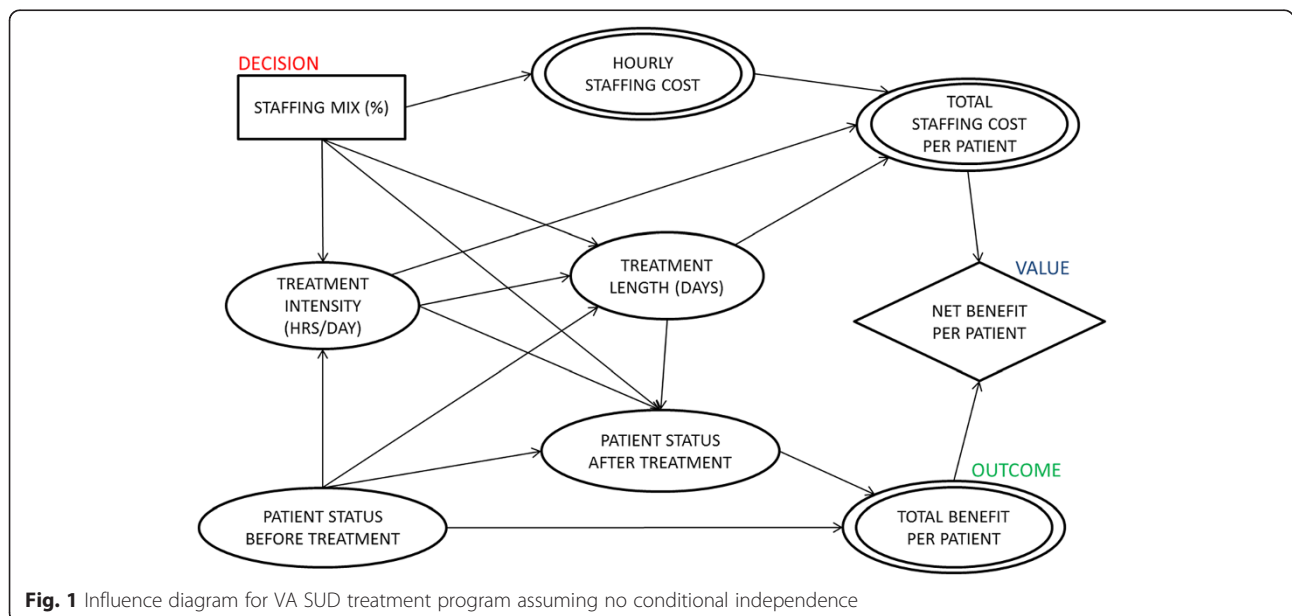 DECISION
STAFFING MIX (%)
HOURLY
STAFFING COST
TOTAL
STAFFING COST
PER PATIENT
TREATMENT
INTENSITY
(HRS/DAY)
TREATMENT
LENGTH (DAYS)
VALUE
NET BENEFIT
PER PATIENT
PATIENT STATUS
AFTER TREATMENT
OUTCOME
PATIENT STATUS
BEFORE TREATMENT
TOTAL BENEFIT
PER PATIENT
Fig. 1 Influence diagram for VA SUD treatment program assuming no conditional independence